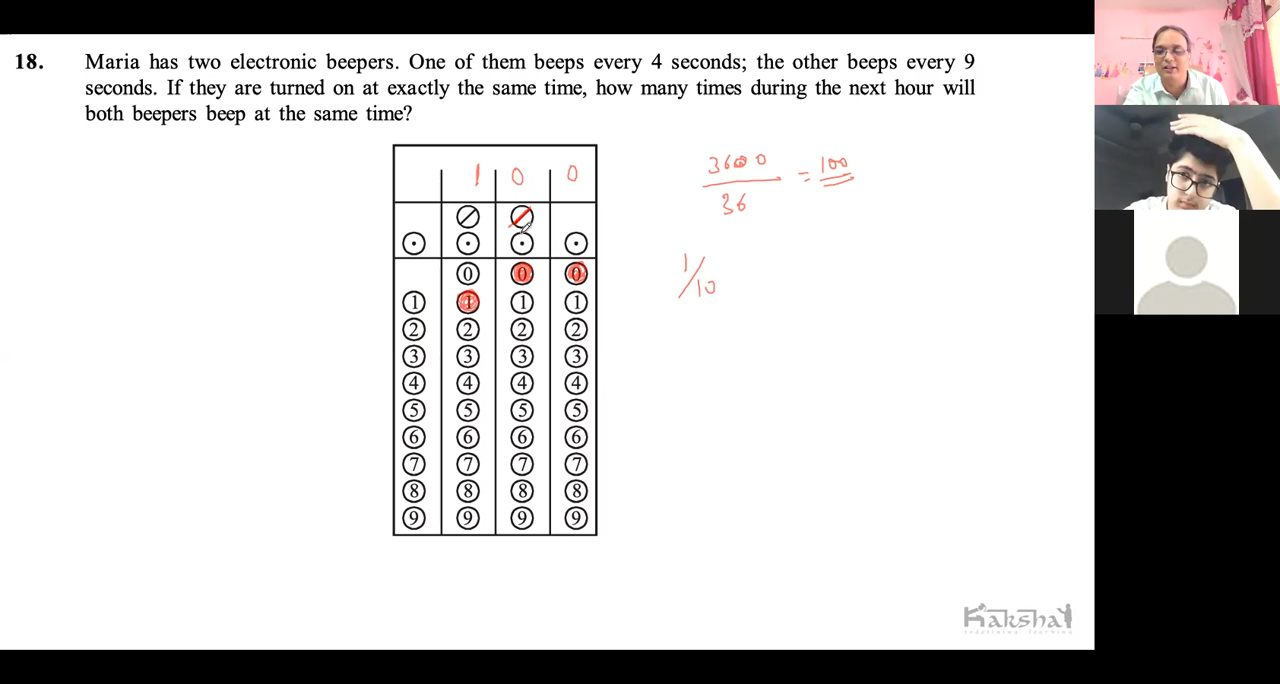 18. Maria has two electronic beepers. One of them beeps every 4 seconds; the other beeps every 9
seconds. If they are turned on at exactly the same time, how many times during the next hour will
both beepers beep at the same time?
1 0 0
3600
36
= 100
1/10
0 0 0
1 1 1 1
2 2 2 2
3 3 3 3
4 4 4 4
5 5 5 5
6 6 6 6
7 7 7 7
8 8 8 8
9 9 9 9
Kaksha
redefining learning